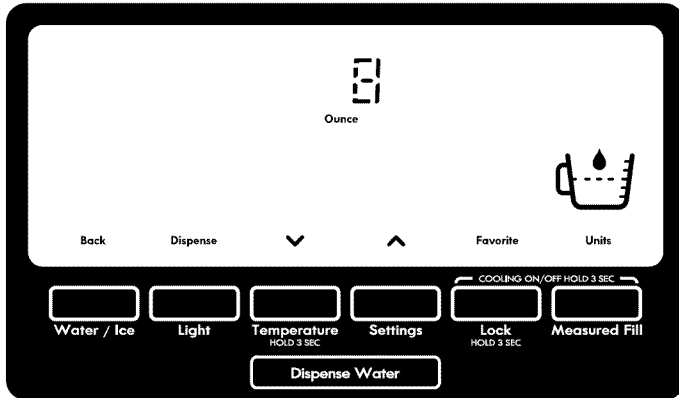 8
Ounce
Back Dispense Favorite Units
COOLING ON/OFF HOLD 3 SEC
Water / Ice Light Temperature Settings Lock Measured Fill
HOLD 3 SEC HOLD 3 SEC
Dispense Water